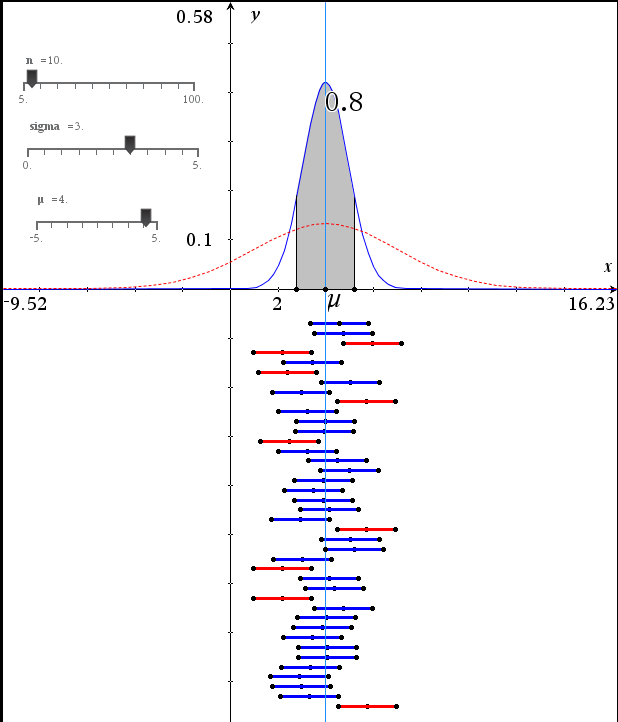 0.58 y
n =10.
5. 100.
0.8
sigma =3.
0. 5.
μ =4.
-5. 5.
0.1
x
-9.52 2 μ 16.23